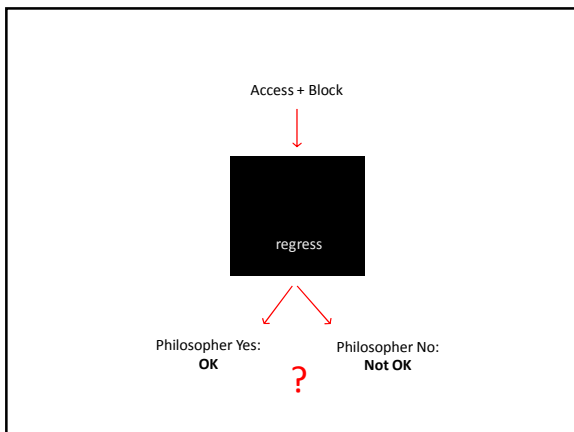 Access + Block
regress
Philosopher Yes:
OK
Philosopher No:
Not OK
?